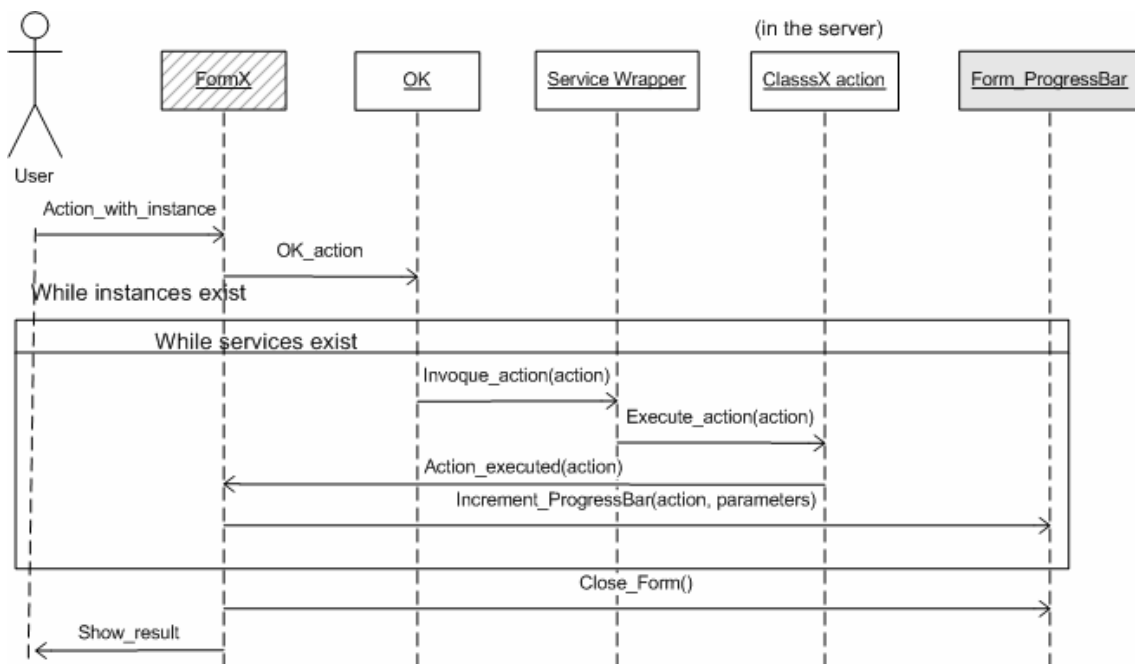 (in the server)
FormX
OK
Service Wrapper
ClasssX action
Form_ProgressBar
User
Action_with_instance
OK_action
While instances exist
While services exist
Invoque_action(action)
Execute_action(action)
Action_executed(action)
Increment_ProgressBar(action, parameters)
Close_Form()
Show_result